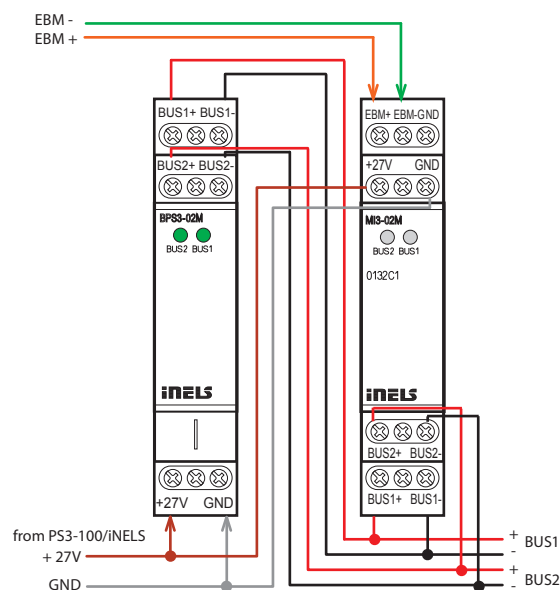 EBM -
EBM +
BUS1+ BUS1-
BUS2+ BUS2-
BPS3-02M
BUS2 BUS1
iNELS
+27V GND
EBM+ EBM-GND
+27V GND
MI3-02M
BUS2 BUS1
0132C1
iNELS
BUS2+ BUS2-
BUS1+ BUS1-
from PS3-100/iNELS
+ 27V
GND
+
BUS1
-
+
BUS2
-